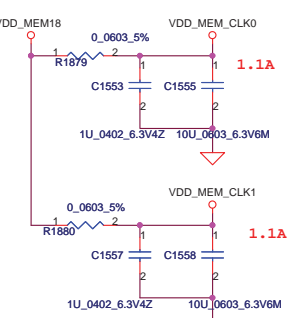 VDD_MEM18
VDD_MEM_CLK0
0_0603_5%
1 2
R1879
1.1A
1 1
C1553 C1555
2 2
1U_0402_6.3V4Z 10U_0603_6.3V6M
VDD_MEM_CLK1
0_0603_5%
1 2
R1880
1.1A
1 1
C1557 C1558
2 2
1U_0402_6.3V4Z 10U_0603_6.3V6M